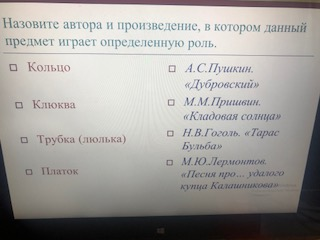 Назовите автора и произведение, в котором данный
предмет играет определенную роль.
Кольцо
Клюква
Трубка (люлька)
Платок
А.С.Пушкин.
«Дубровский»
М.М.Пришвин.
«Кладовая солнца»
Н.В.Гоголь. «Тарас
Бульба»
М.Ю.Лермонтов.
«Песня про… удалого
купца Калашникова»